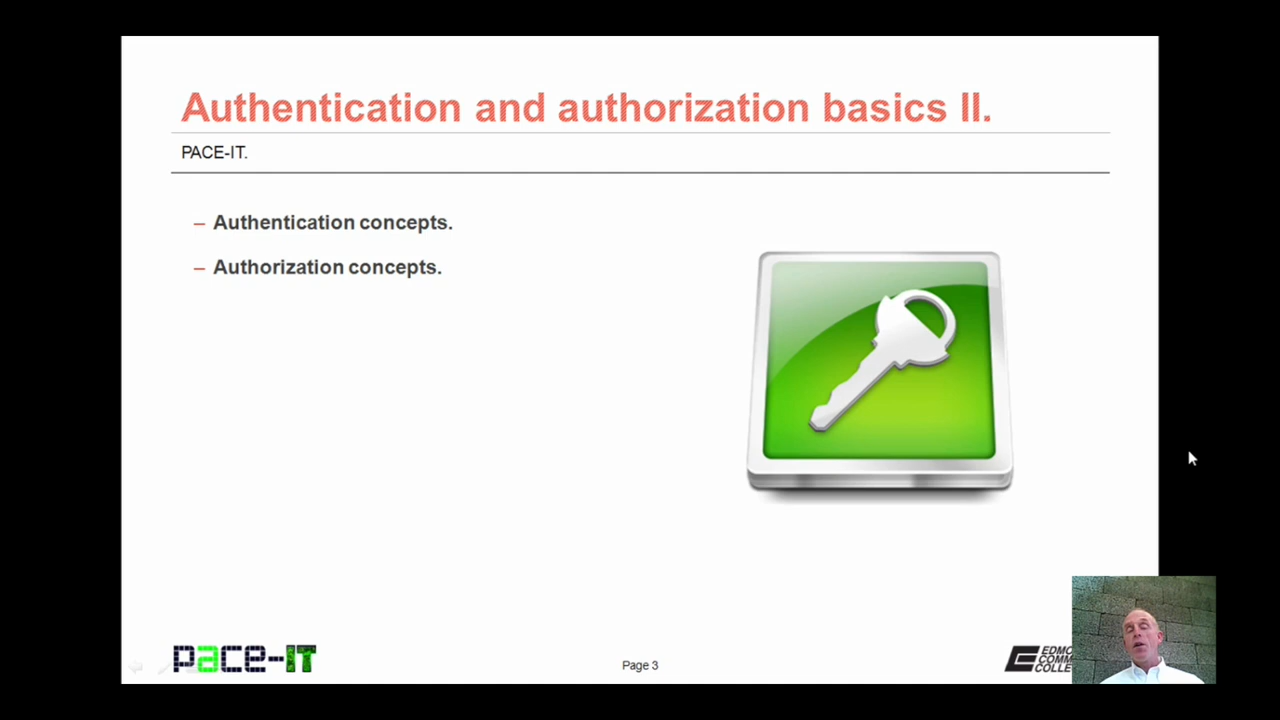 Authentication and authorization basics II.
PACE-IT.
– Authentication concepts.
– Authorization concepts.
pace-IT
Page 3